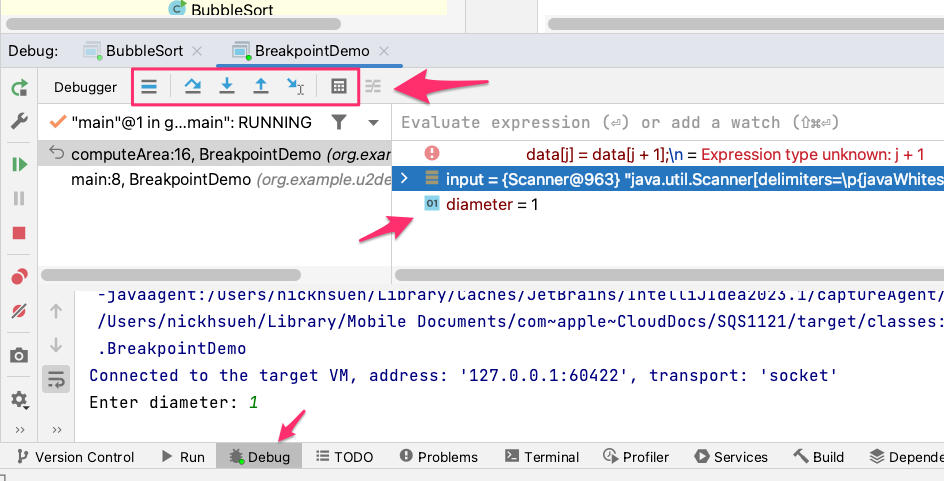 BubbleSort
Debug: BubbleSort BreakpointDemo
Debugger
"main"@1 in g...main": RUNNING
Evaluate expression (⏎) or add a watch (⇧⌘⏎)
computeArea:16, BreakpointDemo (org.exam
data[j] = data[j + 1];\n = Expression type unknown: j + 1
main:8, BreakpointDemo (org.example.u2de
input = {Scanner@963} "java.util.Scanner[delimiters=\p{javaWhites
01 diameter = 1
-javaagent:/Users/nickhsueh/Library/Caches/JetBrains/IntelliJIdea2023.1/captureAgent/
/Users/nickhsueh/Library/Mobile Documents/com~apple~CloudDocs/SQS1121/target/classes:
.BreakpointDemo
Connected to the target VM, address: '127.0.0.1:60422', transport: 'socket'
Enter diameter: 1
Version Control Run Debug TODO Problems Terminal Profiler Services Build Depende